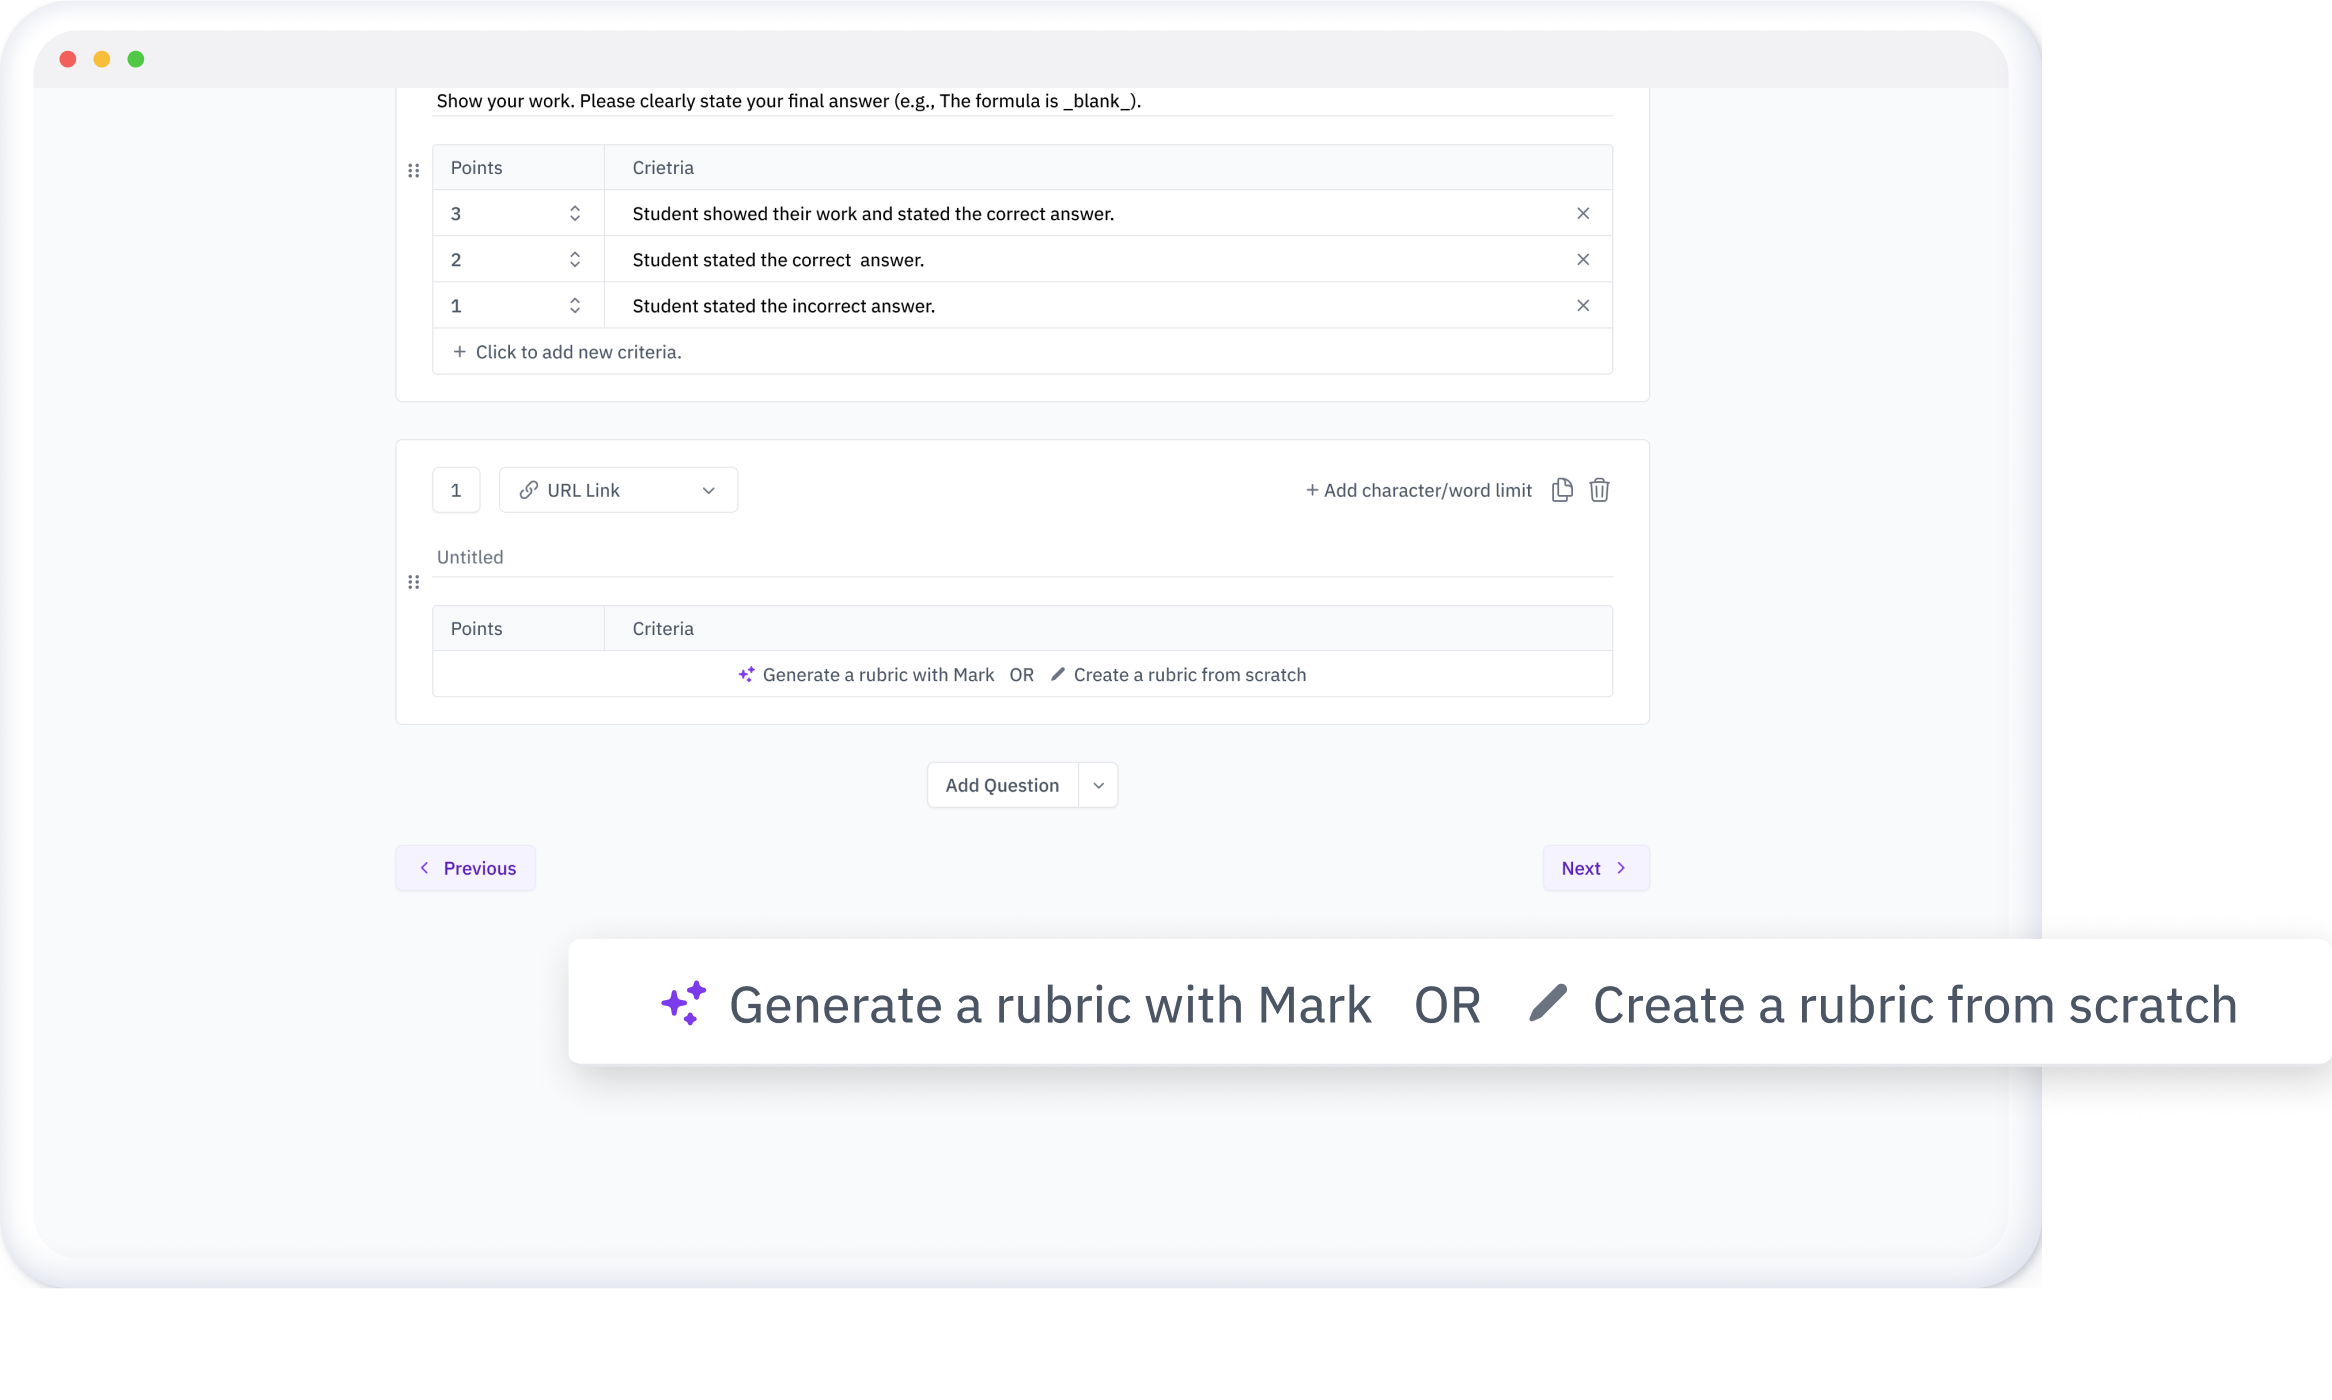 Show your work. Please clearly state your final answer (e.g., The formula is _blank_).
Points Crietria
3 Student showed their work and stated the correct answer.
2 Student stated the correct  answer.
1 Student stated the incorrect answer.
+ Click to add new criteria.
1 URL Link + Add character/word limit
Untitled
Points Criteria
Generate a rubric with Mark OR Create a rubric from scratch
Add Question
Previous Next
Generate a rubric with Mark OR Create a rubric from scratch